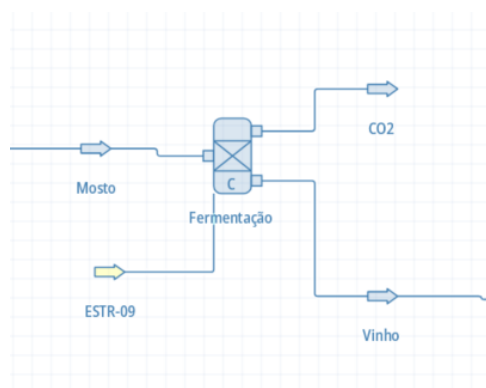 CO2
Mosto
C
Fermentação
ESTR-09
Vinho